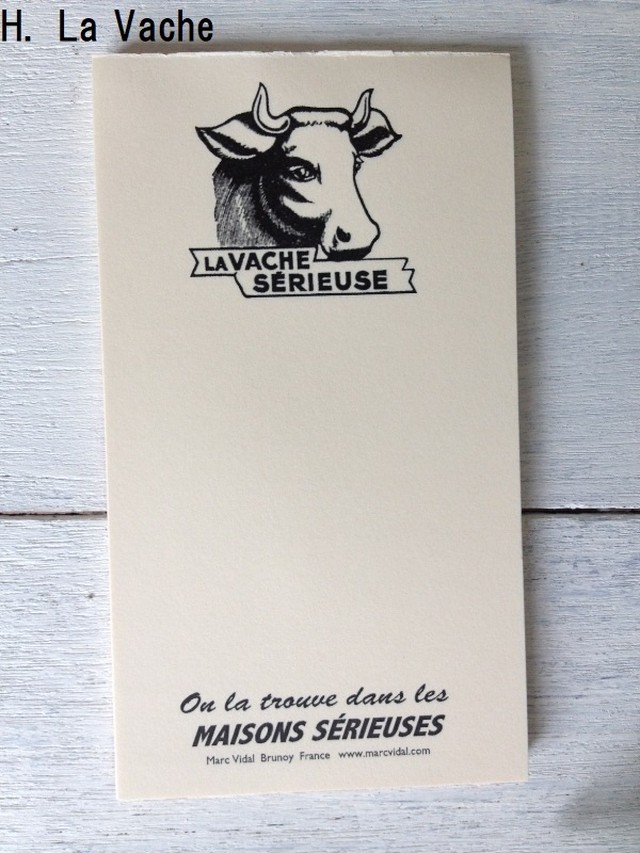 H. La Vache
LA VACHE
SÉRIEUSE
On la trouve dans les
MAISONS SÉRIEUSES
Marc Vidal Brunoy France www.marcvidal.com